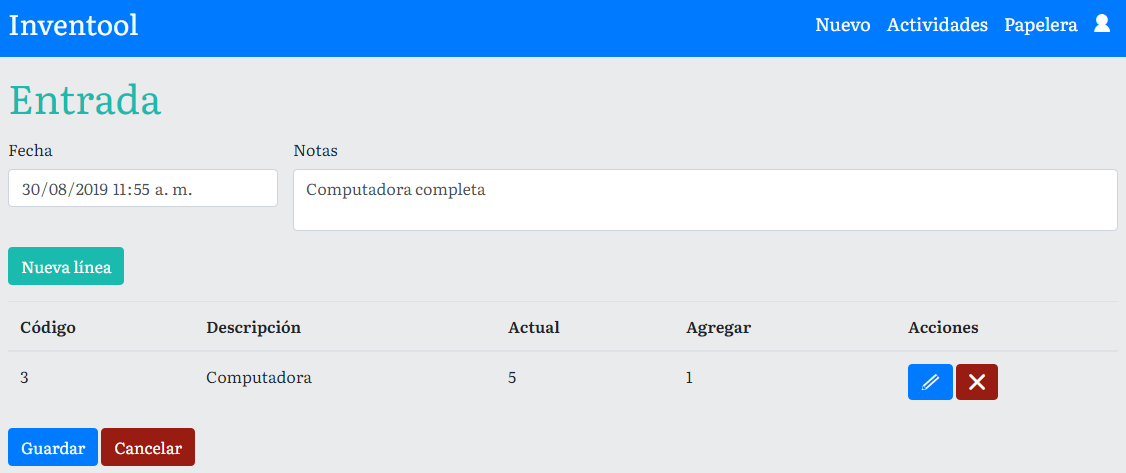 Inventool
Nuevo Actividades Papelera
Entrada
Fecha Notas
30/08/2019 11:55 a. m. Computadora completa
Nueva línea
Código Descripción Actual Agregar Acciones
3 Computadora 5 1
Guardar Cancelar